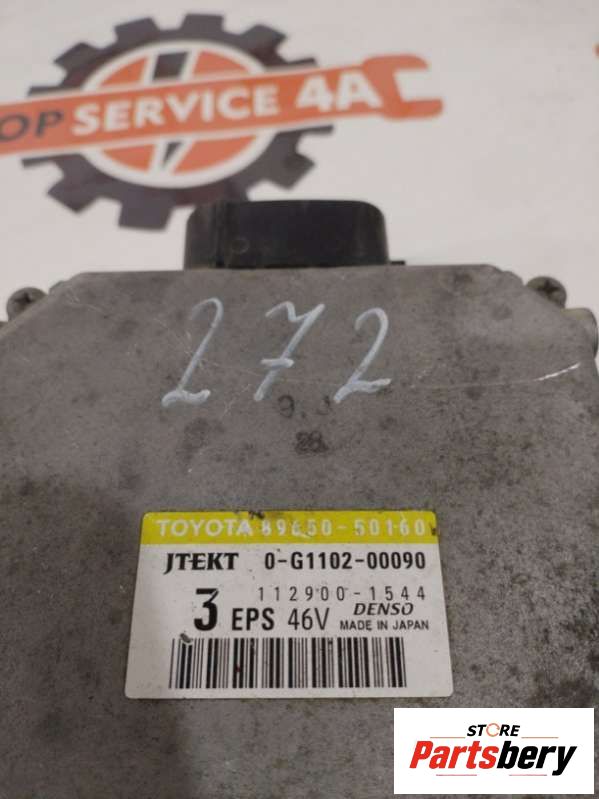 OP SERVICE 4A
272
TOYOTA 89650-50160
JTEKT 0-G1102-00090
112900-1544
3 EPS 46V DENSO
MADE IN JAPAN
STORE
Partsbery